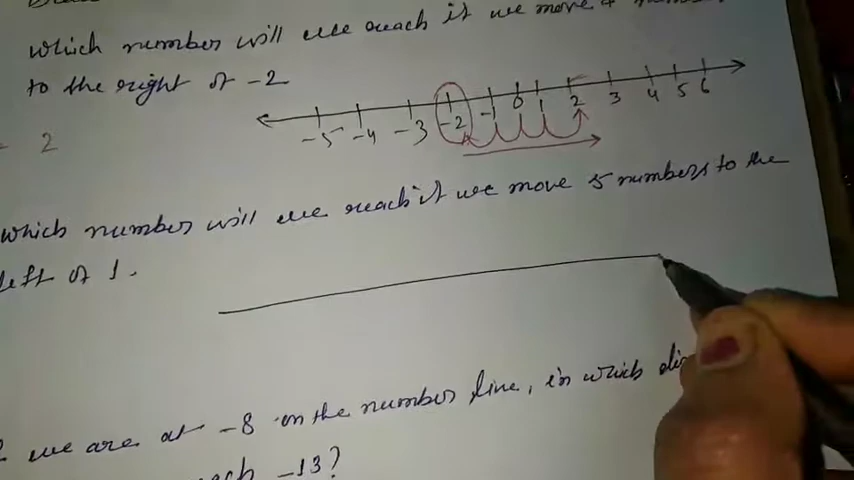 which number will we reach if we move 4
to the right of -2
-5 -4 -3 -2 -1 0 1 2 3 4 5 6
= 2
which number will we reach if we move 5 numbers to the
left of 1.
we are at -8 on the number line, in which
-13?